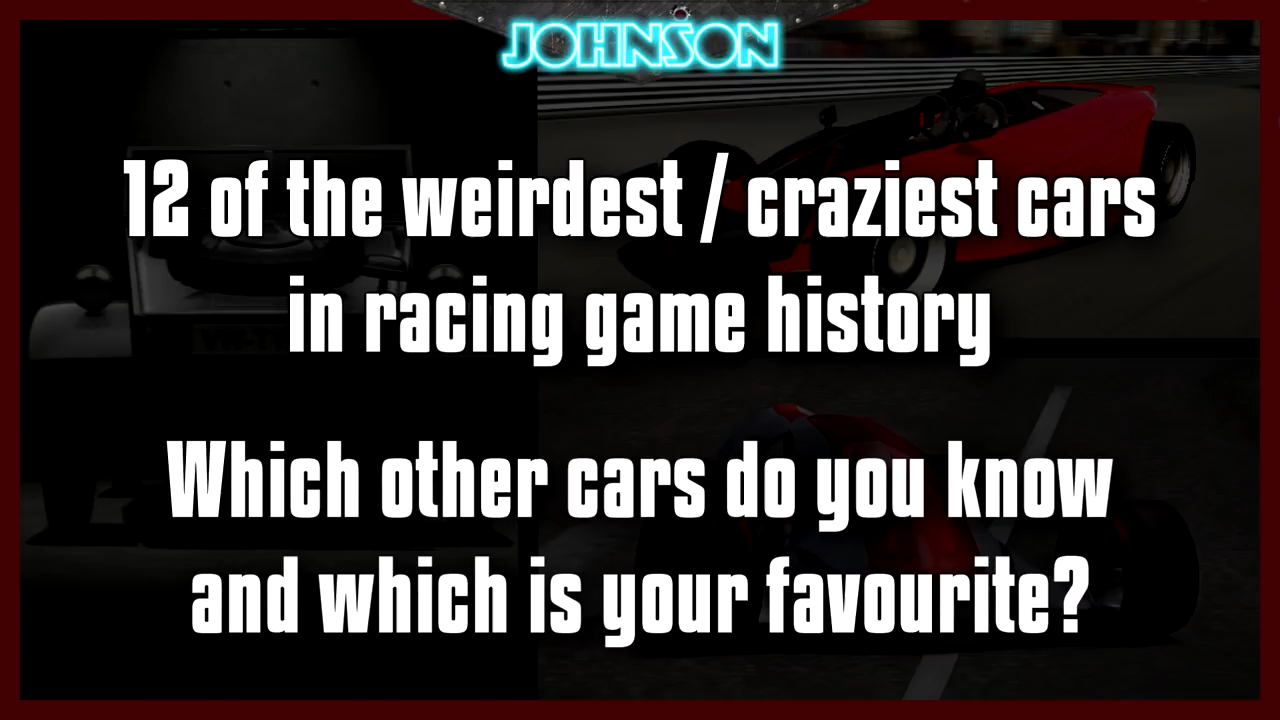 JOHNSON
12 of the weirdest / craziest cars
in racing game history
Which other cars do you know
and which is your favourite?